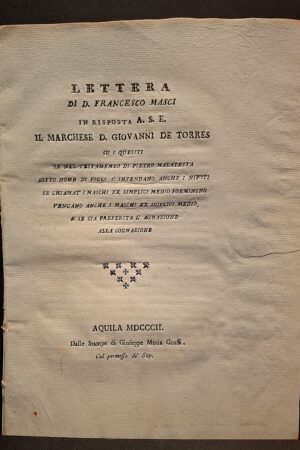 LETTERA
DI D. FRANCESCO MASCI
IN RISPOSTA A. S. E.
IL MARCHESE D. GIOVANNI DE TORRES
SU I QUESITI
SE NEL TESTAMENTO DI PIETRO MALATESTA
SOTTO NOME DI FIGLI S' INTENDANO ANCHE I NIPOTI
SE CHIAMAT' I MASCHI EX SIMPLICI MEDIO FOEMININO
VENGANO ANCHE I MASCHI EX DUPLICI MEDIO,
E SE SIA PREFERITA L' AGNAZIONE
ALLA COGNAZIONE
AQUILA MDCCCII.
Dalle Stampe di Giuseppe Maria Grossi.
Col permesso de' Sup.